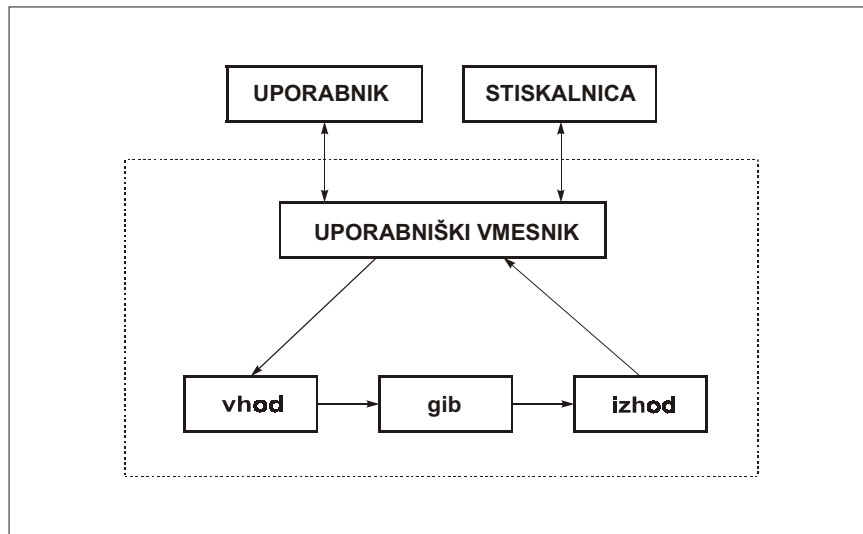 UPORABNIK
STISKALNICA
UPORABNIŠKI VMESNIK
vhod
gib
izhod